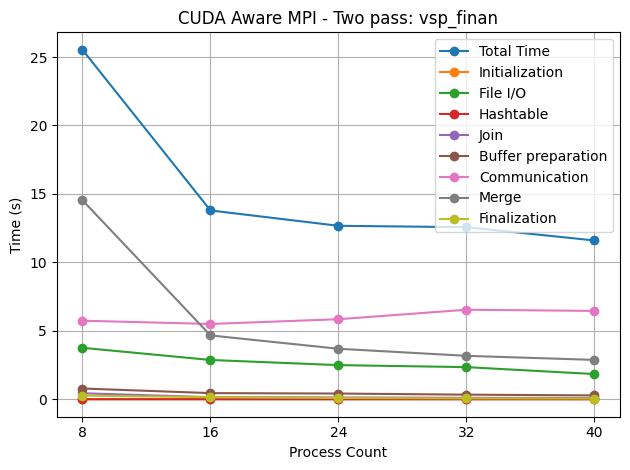 CUDA Aware MPI - Two pass: vsp_finan
Time (s)
25
20
15
10
5
0
Total Time
Initialization
File I/O
Hashtable
Join
Buffer preparation
Communication
Merge
Finalization
8 16 24 32 40
Process Count